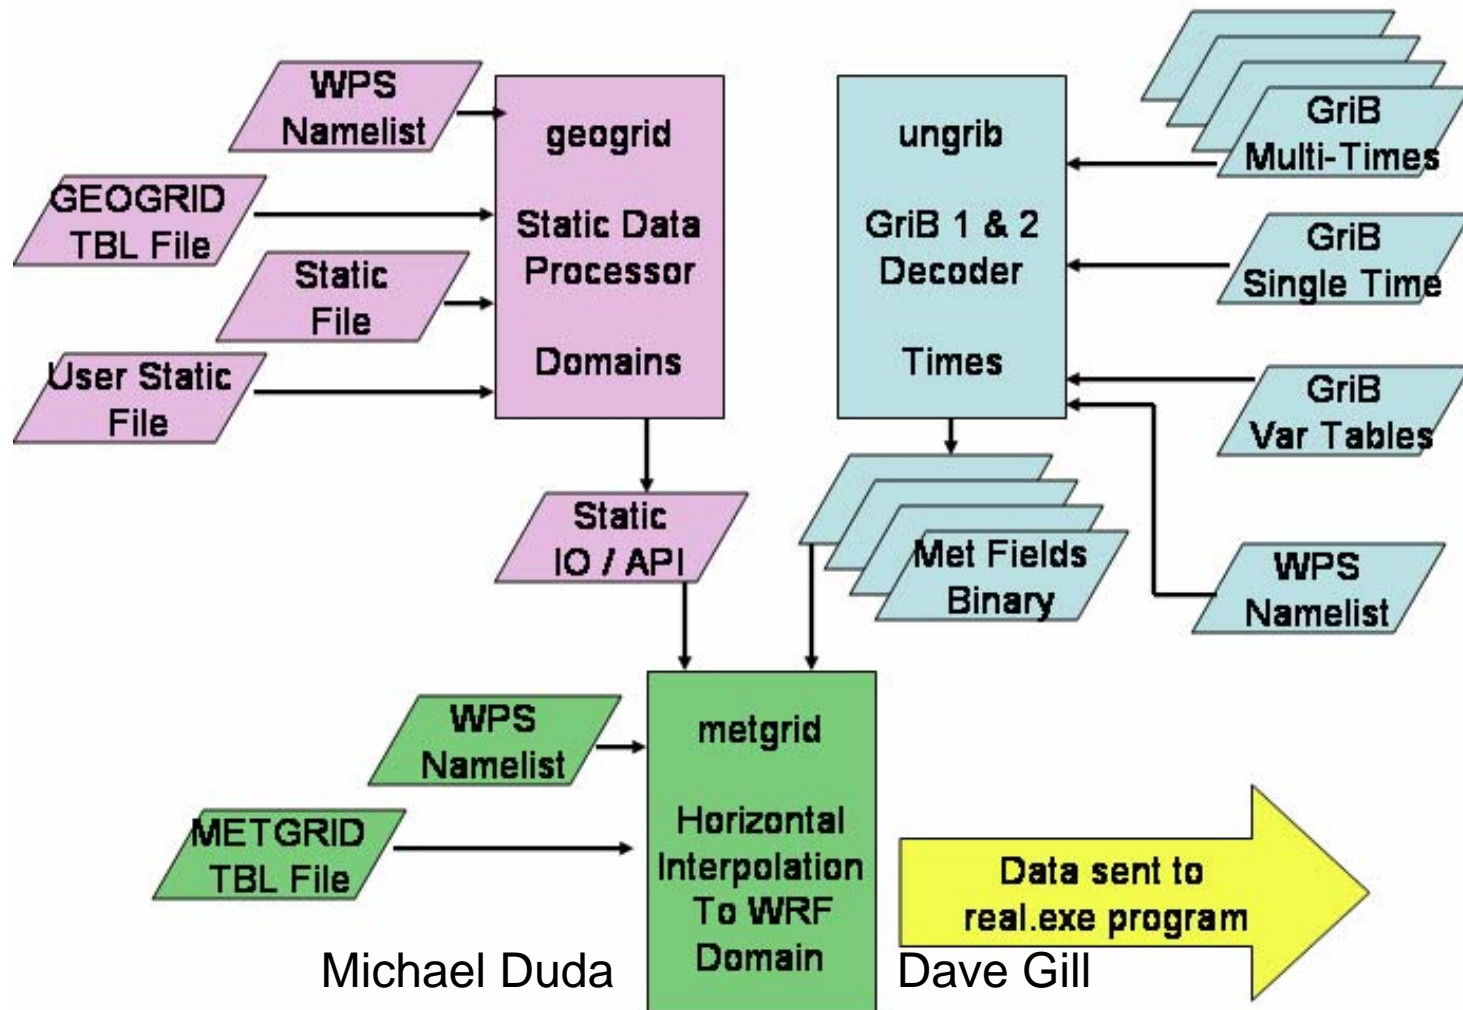 WPS
Namelist
GEOGRID
TBL File
Static
File
User Static
File
geogrid
Static Data
Processor
Domains
ungrib
GriB 1 & 2
Decoder
Times
GriB
Multi-Times
GriB
Single Time
GriB
Var Tables
WPS
Namelist
Static
IO / API
Met Fields
Binary
WPS
Namelist
METGRID
TBL File
metgrid
Horizontal
Interpolation
To WRF
Domain
Data sent to
real.exe program
Michael Duda
Dave Gill